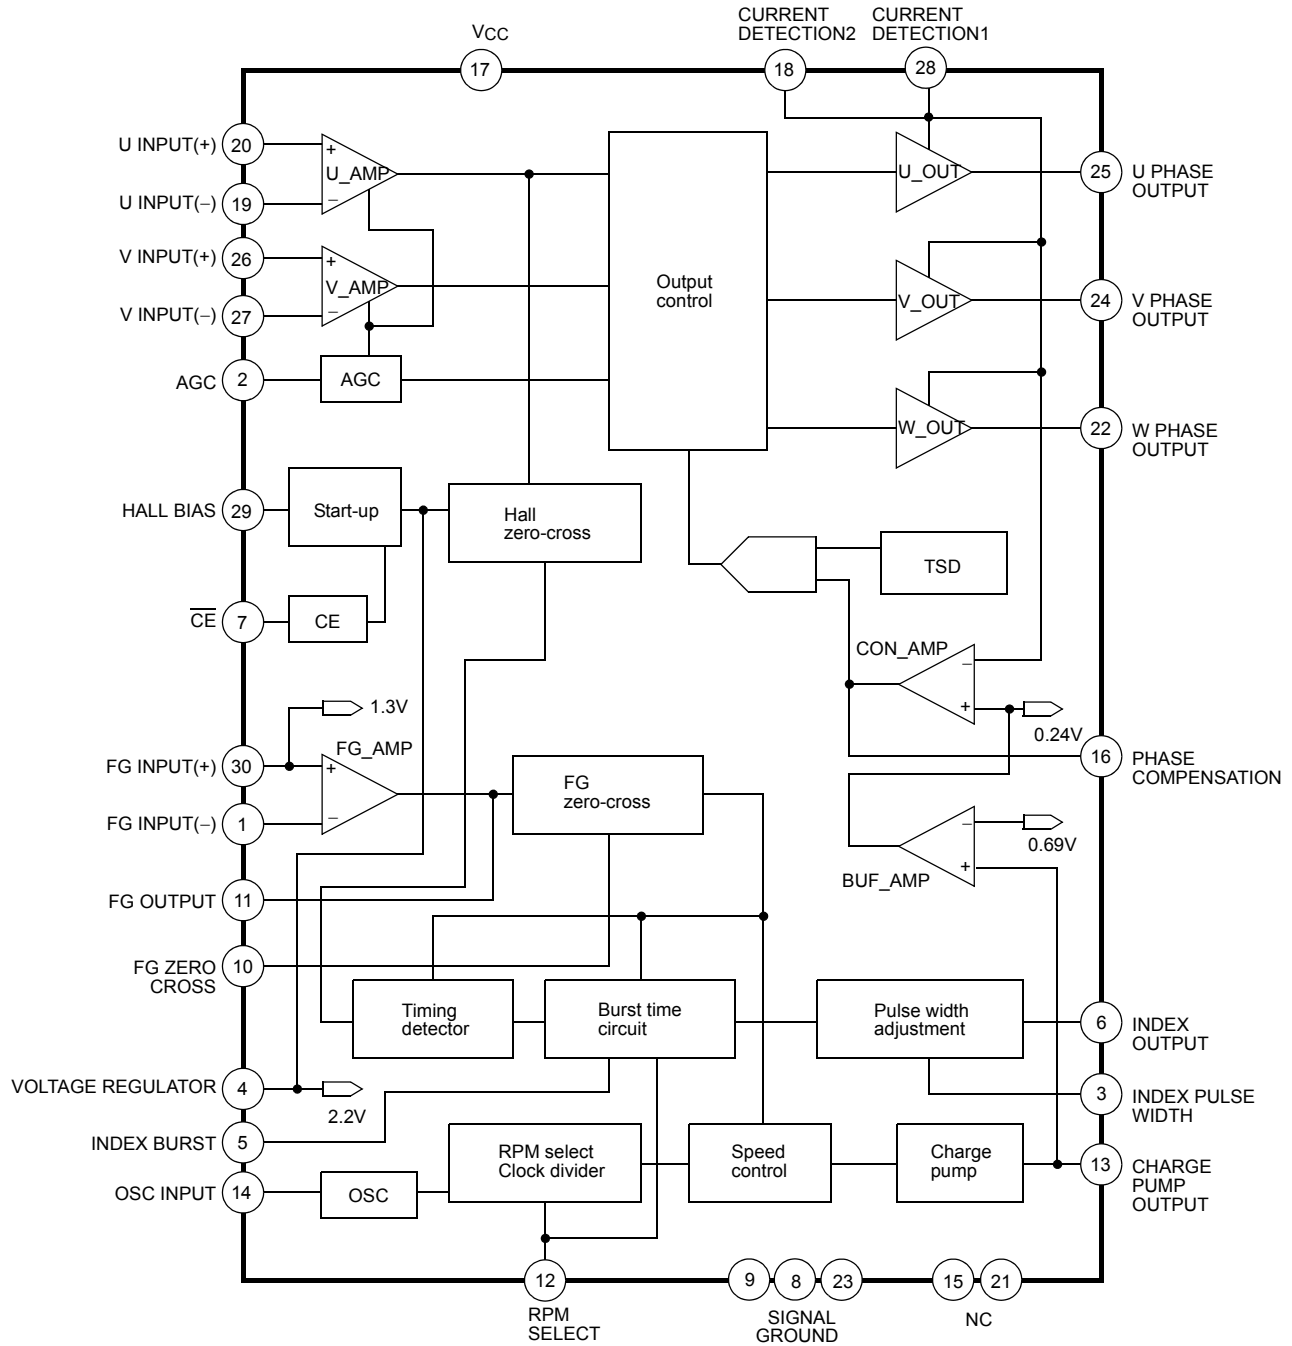 CURRENT
DETECTION2
CURRENT
DETECTION1
VCC
17
18
28
U INPUT(+)
20
+
U_AMP
−
U INPUT(−)
19
V INPUT(+)
26
+
V_AMP
−
V INPUT(−)
27
AGC
2
AGC
Output
control
U_OUT
25
U PHASE
OUTPUT
V_OUT
24
V PHASE
OUTPUT
W_OUT
22
W PHASE
OUTPUT
HALL BIAS
29
Start-up
Hall
zero-cross
TSD
CE
7
CE
CON_AMP
−
+
0.24V
1.3V
FG_AMP
FG INPUT(+)
30
+
−
FG INPUT(−)
1
FG
zero-cross
16
PHASE
COMPENSATION
−
0.69V
+
BUF_AMP
FG OUTPUT
11
FG ZERO
CROSS
10
Timing
detector
Burst time
circuit
Pulse width
adjustment
6
INDEX
OUTPUT
VOLTAGE REGULATOR
4
2.2V
3
INDEX PULSE
WIDTH
INDEX BURST
5
RPM select
Clock divider
Speed
control
Charge
pump
13
CHARGE
PUMP
OUTPUT
OSC INPUT
14
OSC
12
RPM
SELECT
9
8
23
SIGNAL
GROUND
15
21
NC